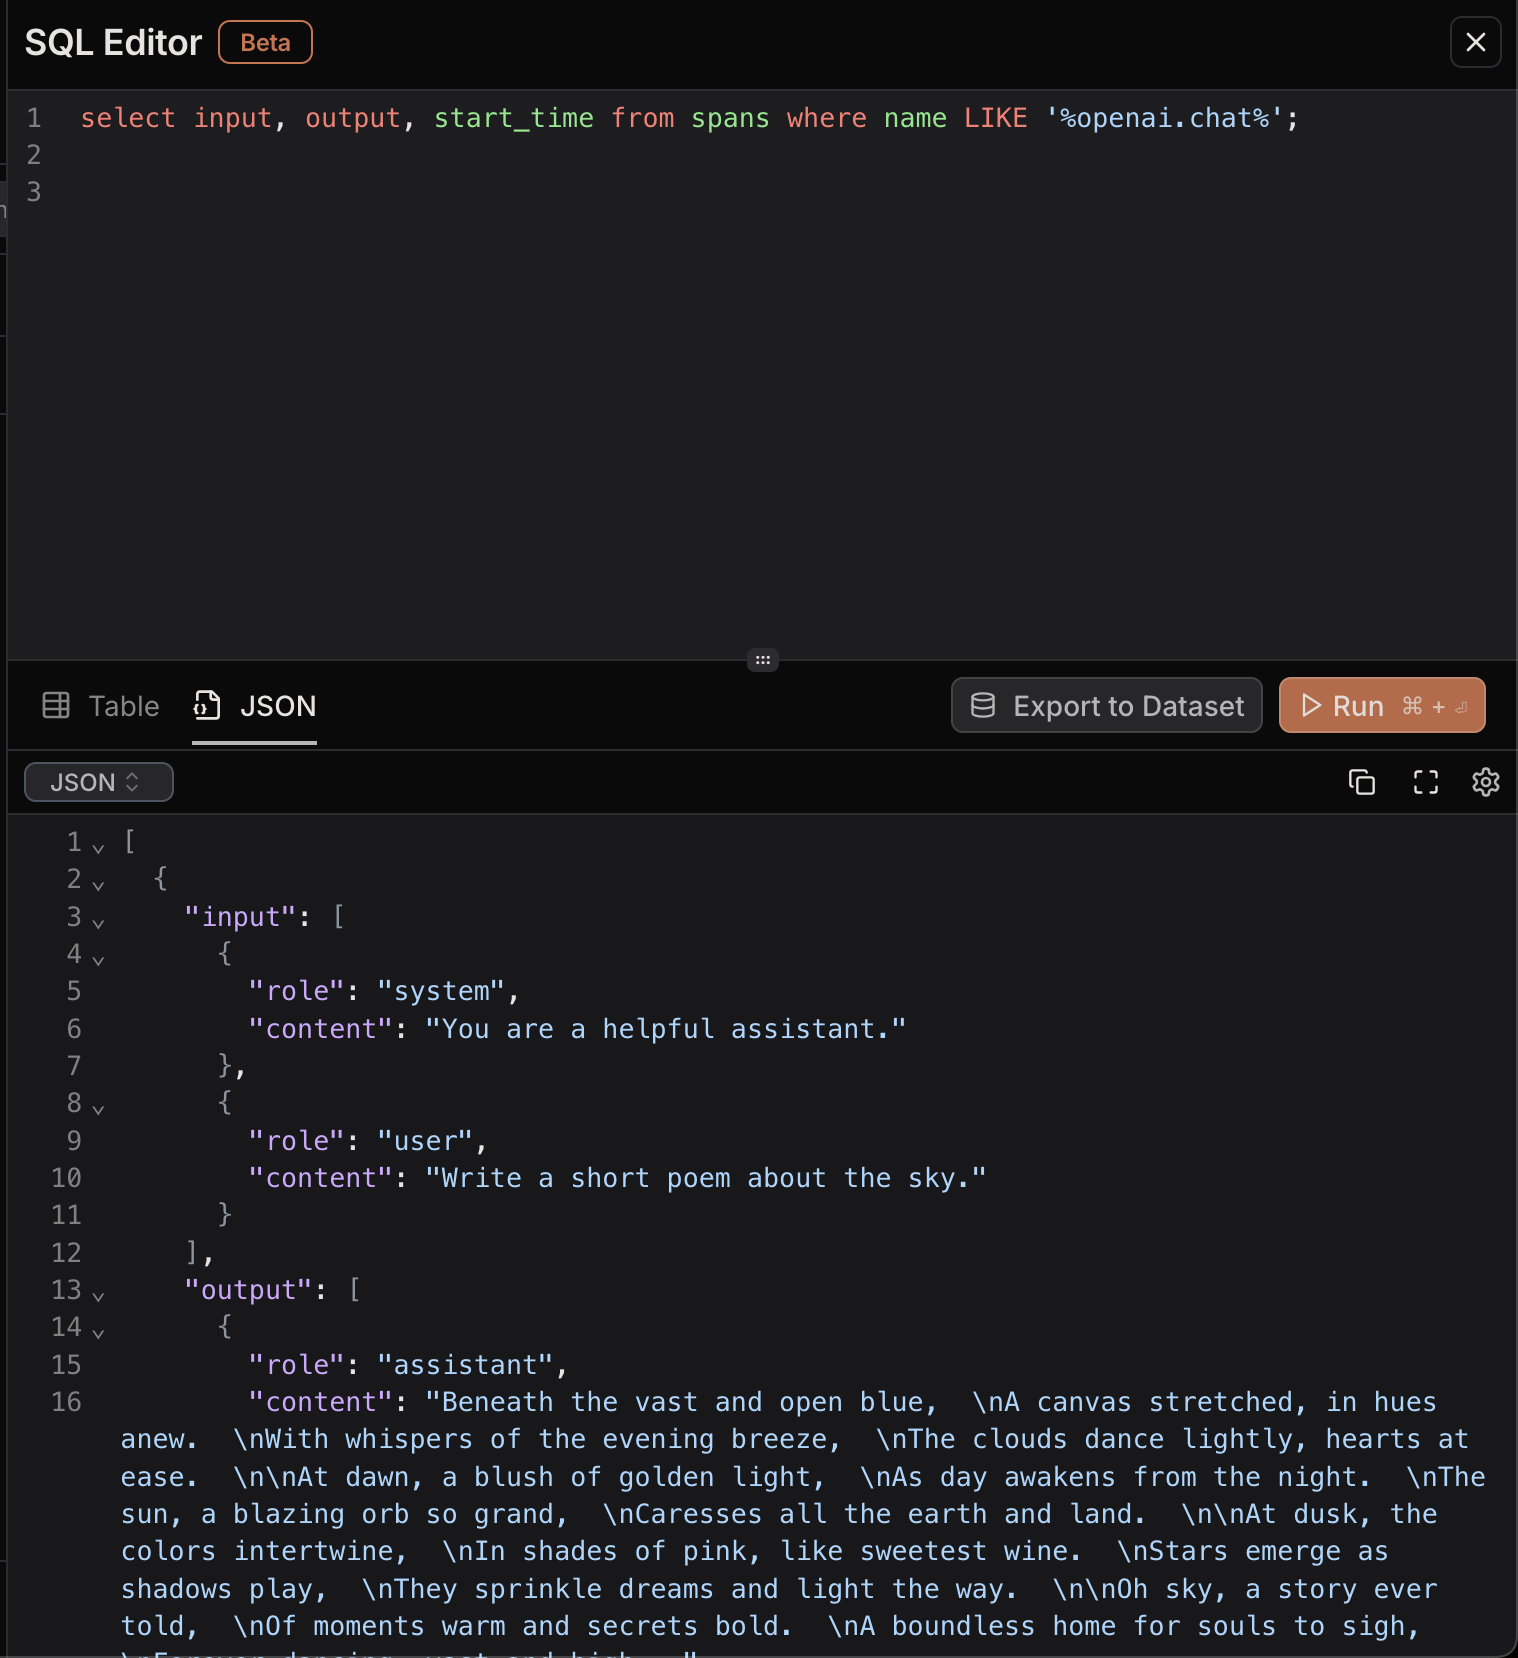 SQL Editor Beta
1 select input, output, start_time from spans where name LIKE '%openai.chat%';
2
3
Table JSON Export to Dataset Run ⌘ + ⏎
JSON
1 [
2 {
3 "input": [
4 {
5 "role": "system",
6 "content": "You are a helpful assistant."
7 },
8 {
9 "role": "user",
10 "content": "Write a short poem about the sky."
11 }
12 ],
13 "output": [
14 {
15 "role": "assistant",
16 "content": "Beneath the vast and open blue,  \nA canvas stretched, in hues
anew.  \nWith whispers of the evening breeze,  \nThe clouds dance lightly, hearts at
ease.  \n\nAt dawn, a blush of golden light,  \nAs day awakens from the night.  \nThe
sun, a blazing orb so grand,  \nCaresses all the earth and land.  \n\nAt dusk, the
colors intertwine,  \nIn shades of pink, like sweetest wine.  \nStars emerge as
shadows play,  \nThey sprinkle dreams and light the way.  \n\nOh sky, a story ever
told,  \nOf moments warm and secrets bold.  \nA boundless home for souls to sigh,